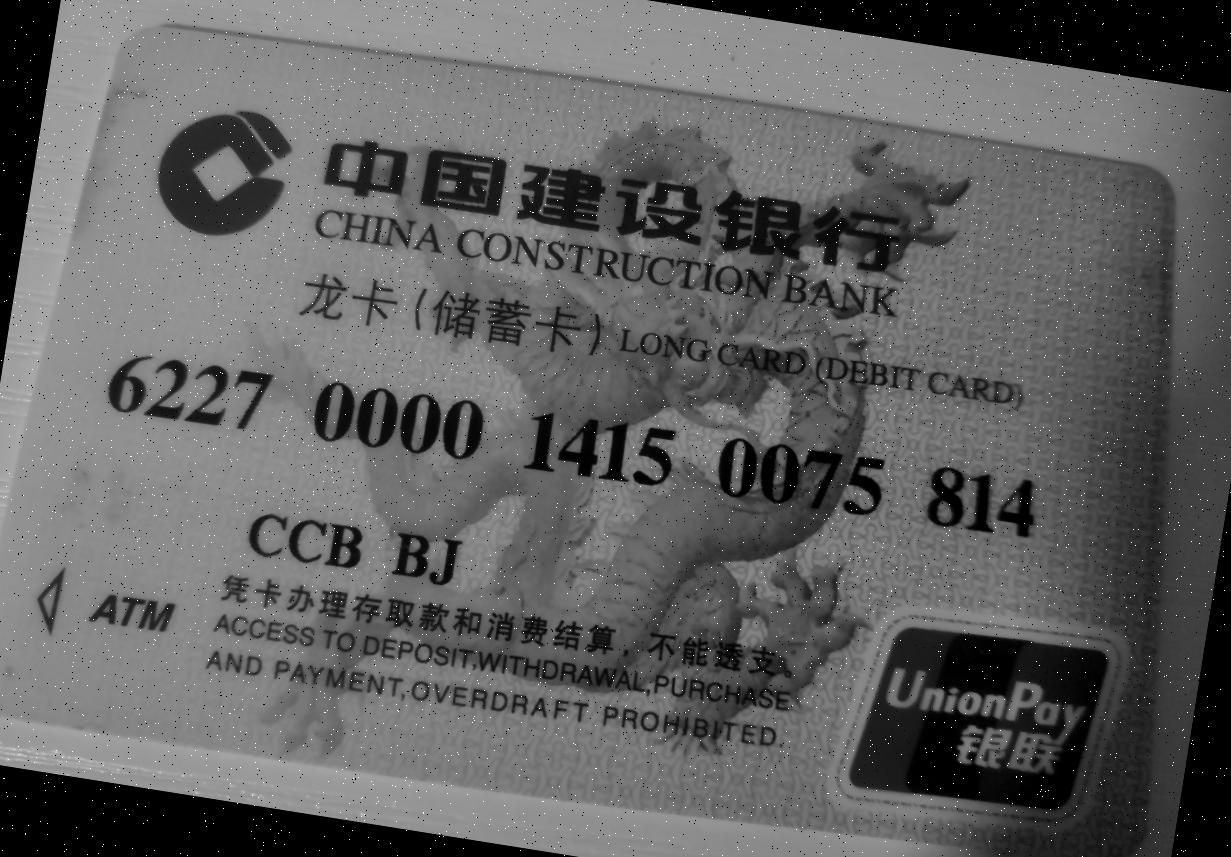 中国建设银行
CHINA CONSTRUCTION BANK
龙卡(储蓄卡) LONG CARD (DEBIT CARD)
6227 0000 1415 0075 814
CCB BJ
ATM
凭卡办理存取款和消费结算，不能透支。
ACCESS TO DEPOSIT,WITHDRAWAL,PURCHASE
AND PAYMENT,OVERDRAFT PROHIBITED.
UnionPay
银联